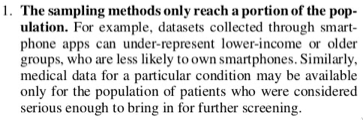 1. The sampling methods only reach a portion of the pop-
ulation. For example, datasets collected through smart-
phone apps can under-represent lower-income or older
groups, who are less likely to own smartphones. Similarly,
medical data for a particular condition may be available
only for the population of patients who were considered
serious enough to bring in for further screening.